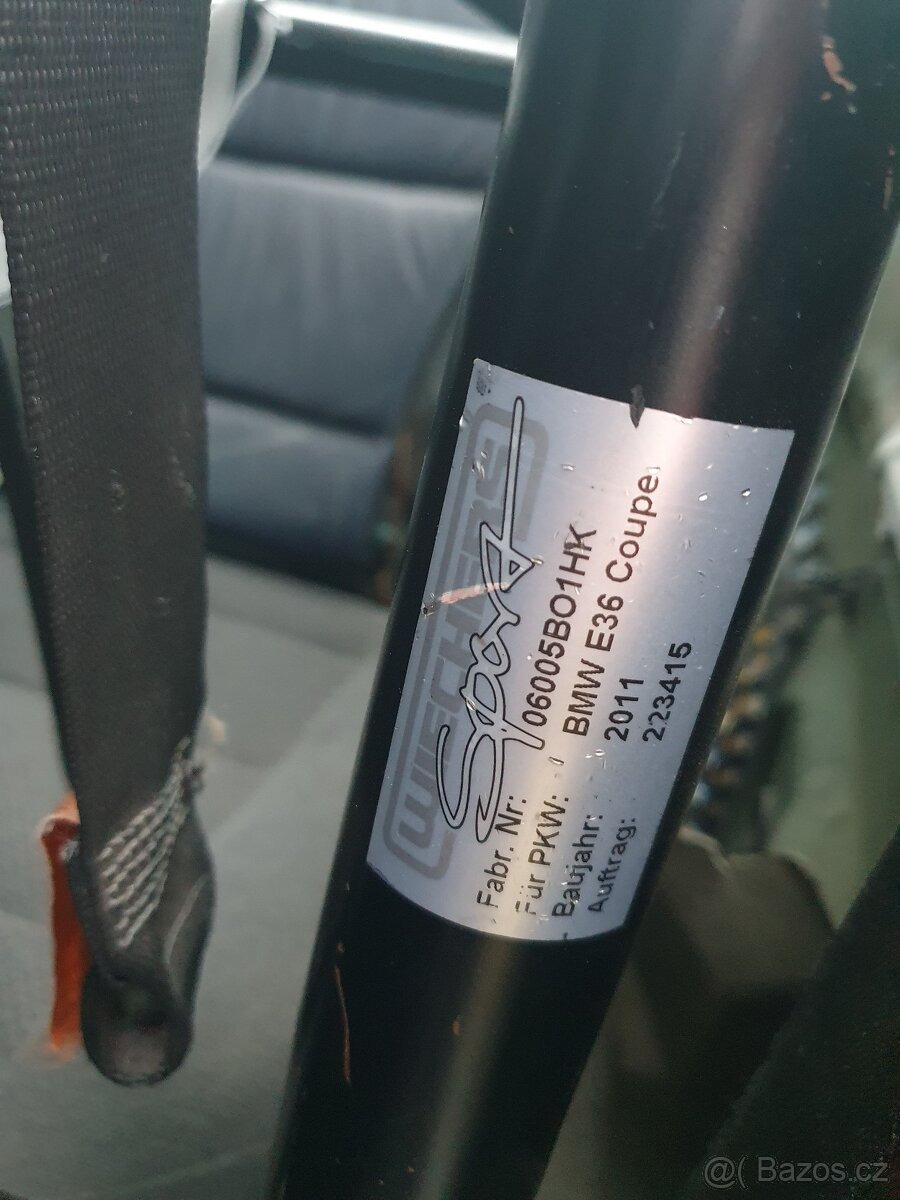 WIECHERS
Sport
Fabr. Nr: 06005BO1HK
Für PKW: BMW E36 Coupe
Baujahr: 2011
Auftrag: 223415
@( Bazos.cz